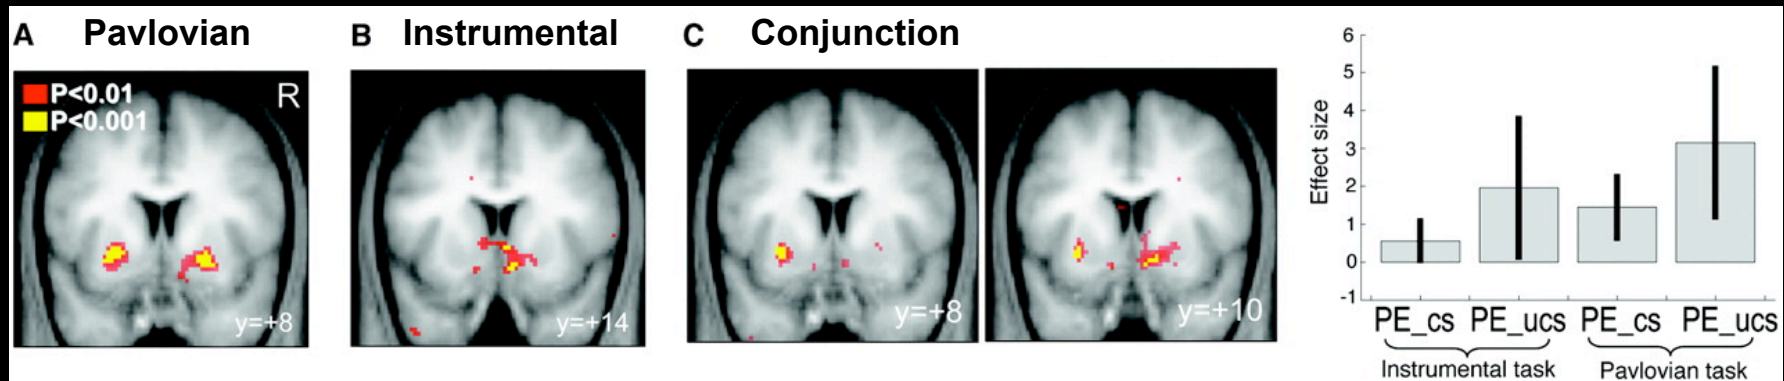 A Pavlovian
B Instrumental
C Conjunction
P<0.01
P<0.001
R
y=+8
y=+14
y=+8
y=+10
Effect size
6
5
4
3
2
1
0
-1
PE_cs PE_ucs PE_cs PE_ucs
Instrumental task
Pavlovian task